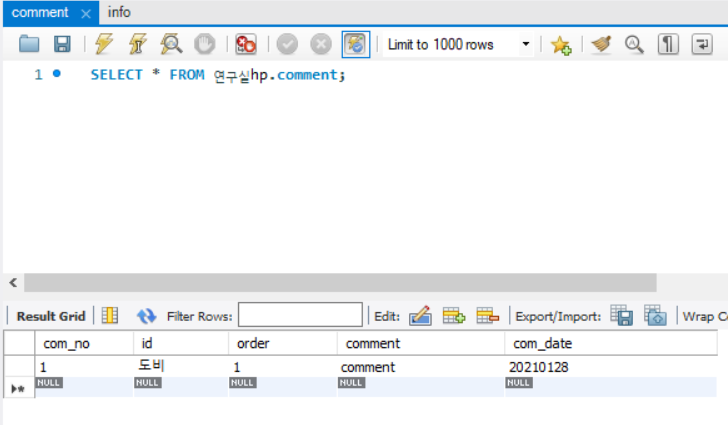 comment × info
Limit to 1000 rows
1 SELECT * FROM 연구실hp.comment;
Result Grid Filter Rows: Edit: Export/Import: Wrap C
com_no id order comment com_date
1 도비 1 comment 20210128
NULL NULL NULL NULL NULL